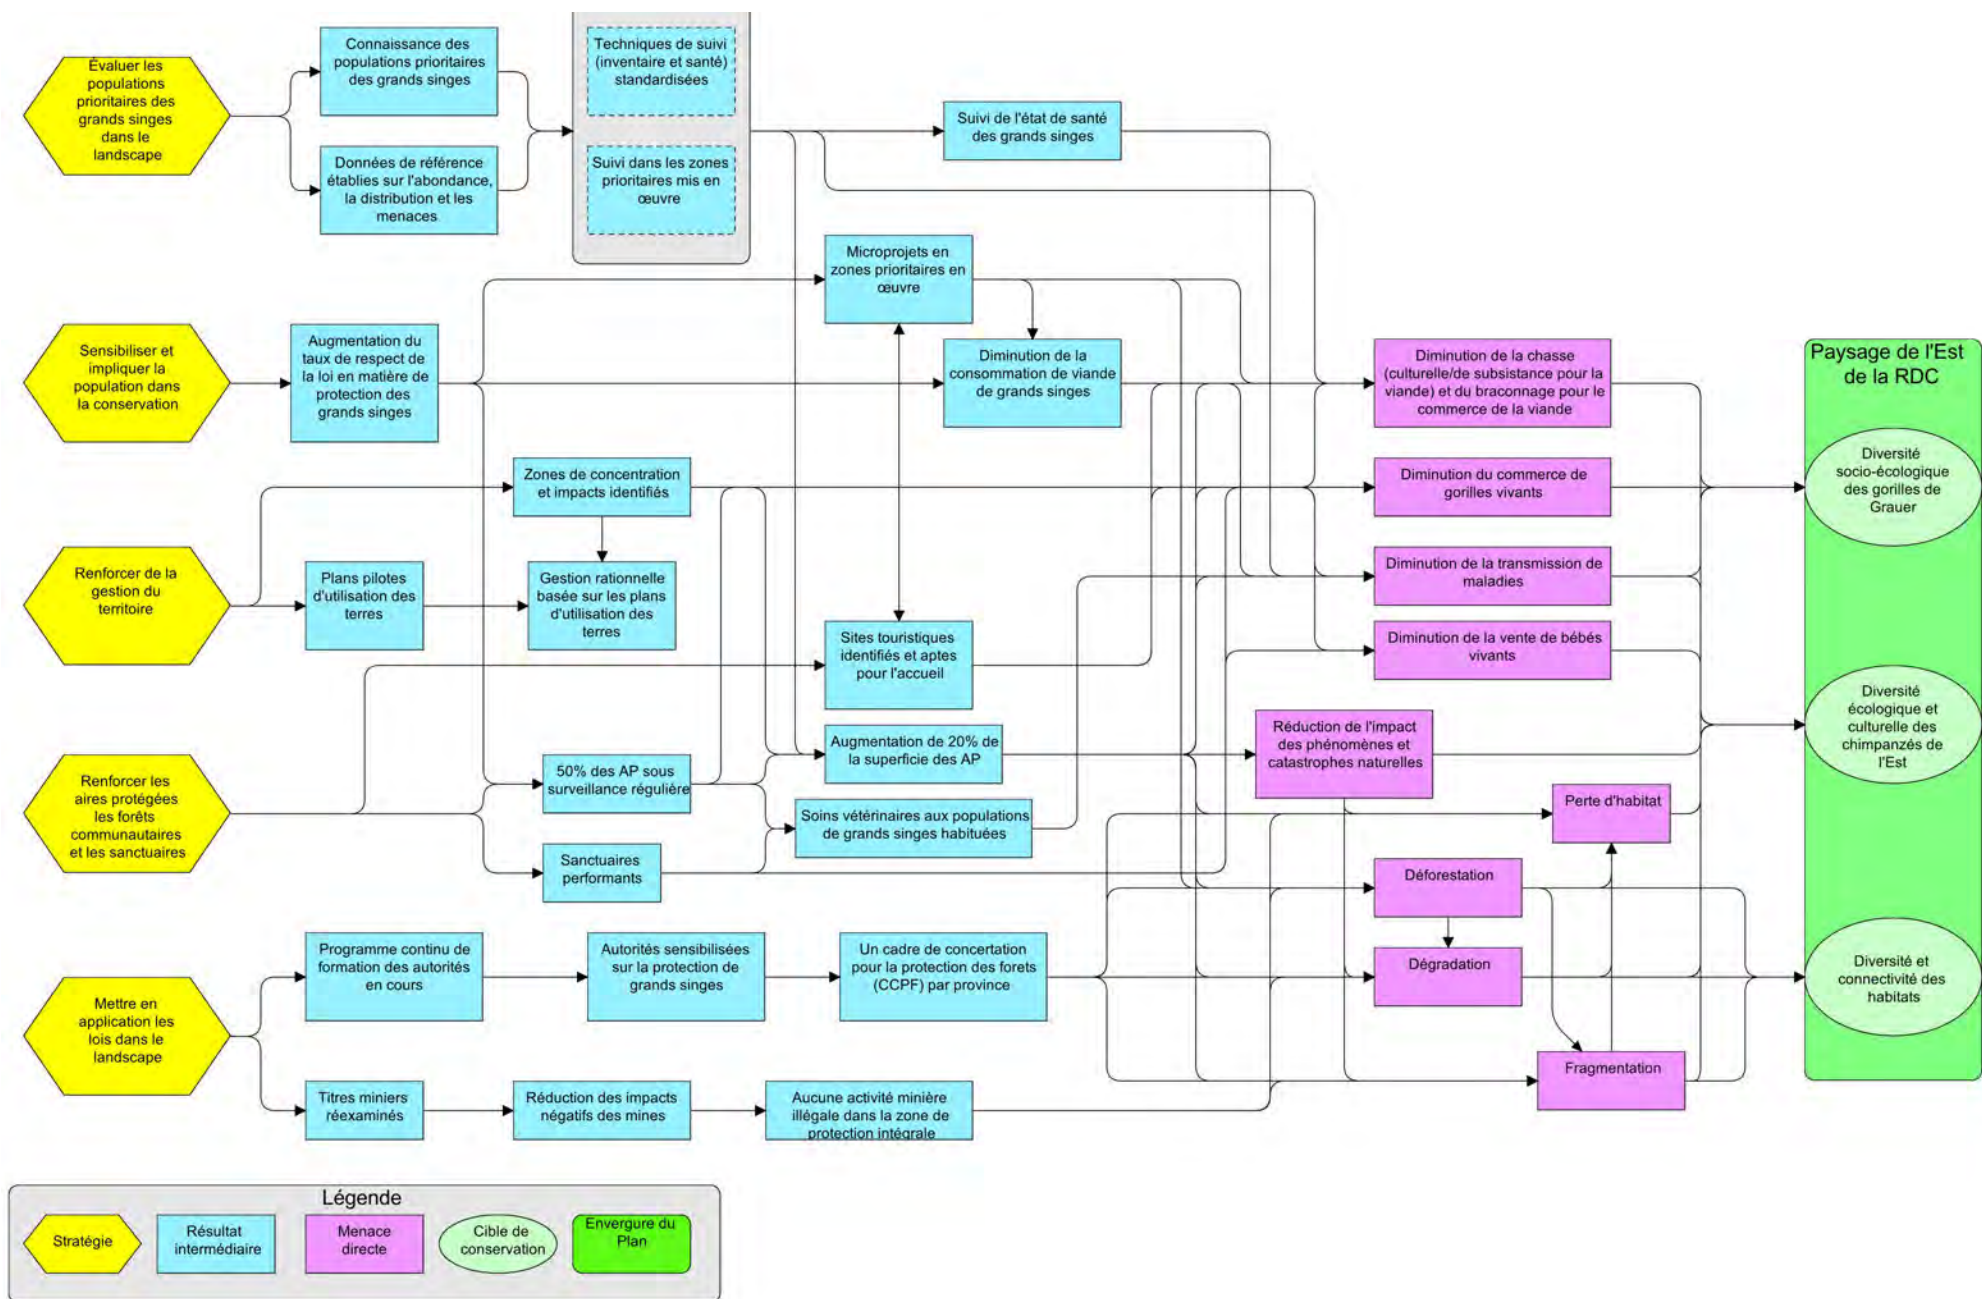 Évaluer les
populations
prioritaires des
grands singes
dans le
landscape
Connaissance des
populations prioritaires
des grands singes
Données de référence
établies sur l'abondance,
la distribution et les
menaces
Techniques de suivi
(inventaire et santé)
standardisées
Suivi dans les zones
prioritaires mis en
œuvre
Suivi de l'état de santé
des grands singes
Microprojets en
zones prioritaires en
œuvre
Sensibiliser et
impliquer la
population dans
la conservation
Augmentation du
taux de respect de
la loi en matière de
protection des
grands singes
Diminution de la
consommation de viande
de grands singes
Diminution de la chasse
(culturelle/de subsistance pour la
viande) et du braconnage pour le
commerce de la viande
Paysage de l'Est
de la RDC
Diversité
socio-écologique
des gorilles de
Grauer
Zones de concentration
et impacts identifiés
Diminution du commerce de
gorilles vivants
Renforcer de la
gestion du
territoire
Plans pilotes
d'utilisation des
terres
Gestion rationnelle
basée sur les plans
d'utilisation des
terres
Diminution de la transmission de
maladies
Sites touristiques
identifiés et aptes
pour l'accueil
Diminution de la vente de bébés
vivants
Diversité
écologique et
culturelle des
chimpanzés de
l'Est
Renforcer les
aires protégées
les forêts
communautaires
et les sanctuaires
50% des AP sous
surveillance régulière
Augmentation de 20% de
la superficie des AP
Réduction de l'impact
des phénomènes et
catastrophes naturelles
Soins vétérinaires aux populations
de grands singes habituées
Perte d'habitat
Sanctuaires
performants
Déforestation
Mettre en
application les
lois dans le
landscape
Programme continu de
formation des autorités
en cours
Autorités sensibilisées
sur la protection de
grands singes
Un cadre de concertation
pour la protection des forets
(CCPF) par province
Dégradation
Diversité et
connectivité des
habitats
Fragmentation
Titres miniers
réexaminés
Réduction des impacts
négatifs des mines
Aucune activité minière
illégale dans la zone de
protection intégrale
Légende
Stratégie
Résultat
intermédiaire
Menace
directe
Cible de
conservation
Envergure du
Plan